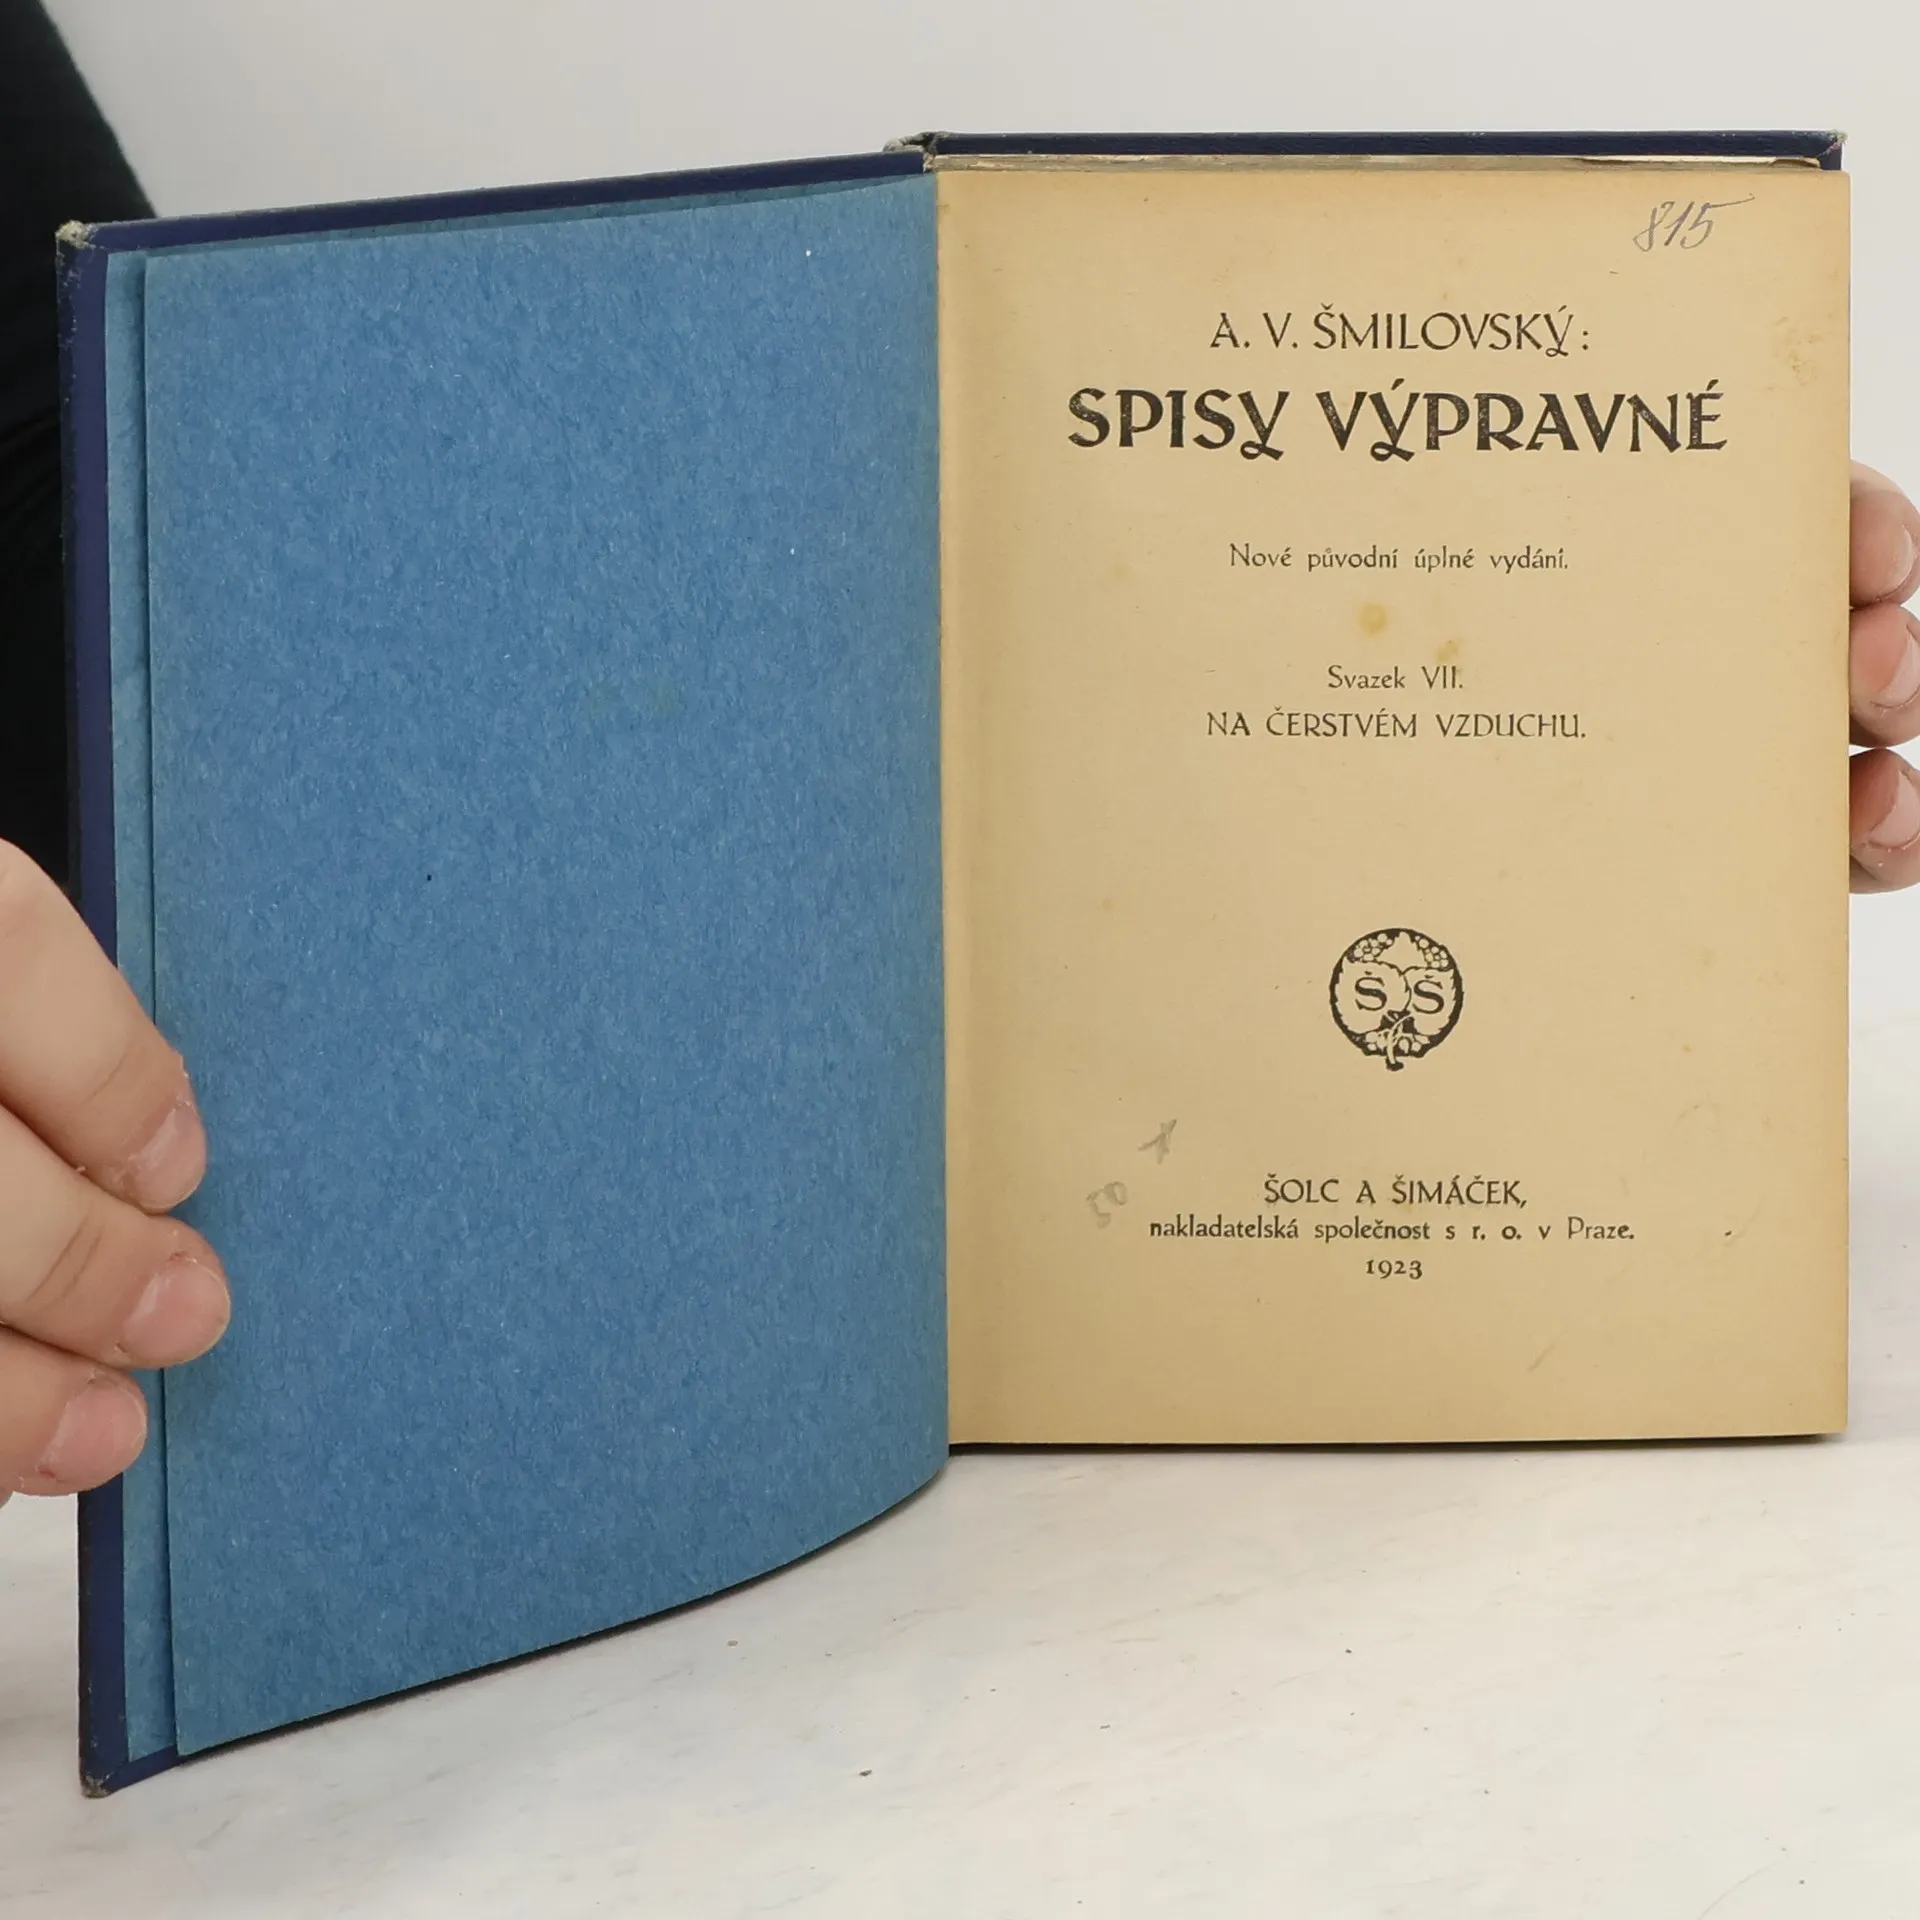 815
A. V. ŠMILOVSKÝ:
SPISY VÝPRAVNÉ
Nové původní úplné vydání.
Svazek VII.
NA ČERSTVÉM VZDUCHU.
Š Š
50
ŠOLC A ŠIMÁČEK,
nakladatelská společnost s r. o. v Praze.
1923